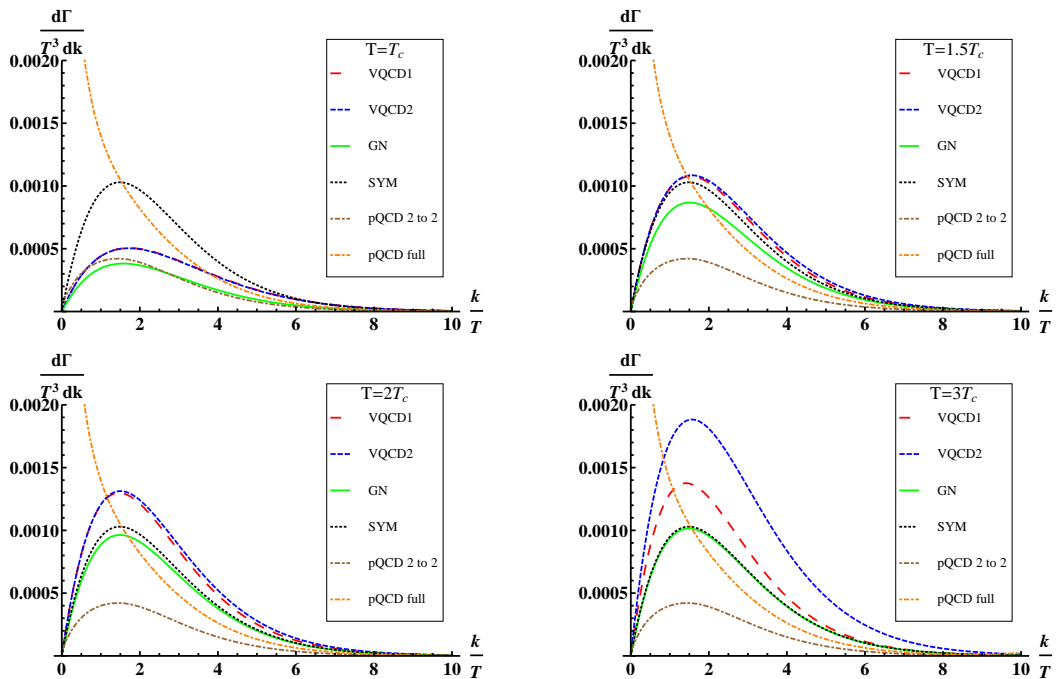 dΓ
T³ dk
T=Tc
VQCD1
VQCD2
GN
SYM
pQCD 2 to 2
pQCD full
0.0020
0.0015
0.0010
0.0005
0 2 4 6 8 10
k
T
dΓ
T³ dk
T=1.5Tc
VQCD1
VQCD2
GN
SYM
pQCD 2 to 2
pQCD full
0.0020
0.0015
0.0010
0.0005
0 2 4 6 8 10
k
T
dΓ
T³ dk
T=2Tc
VQCD1
VQCD2
GN
SYM
pQCD 2 to 2
pQCD full
0.0020
0.0015
0.0010
0.0005
0 2 4 6 8 10
k
T
dΓ
T³ dk
T=3Tc
VQCD1
VQCD2
GN
SYM
pQCD 2 to 2
pQCD full
0.0020
0.0015
0.0010
0.0005
0 2 4 6 8 10
k
T